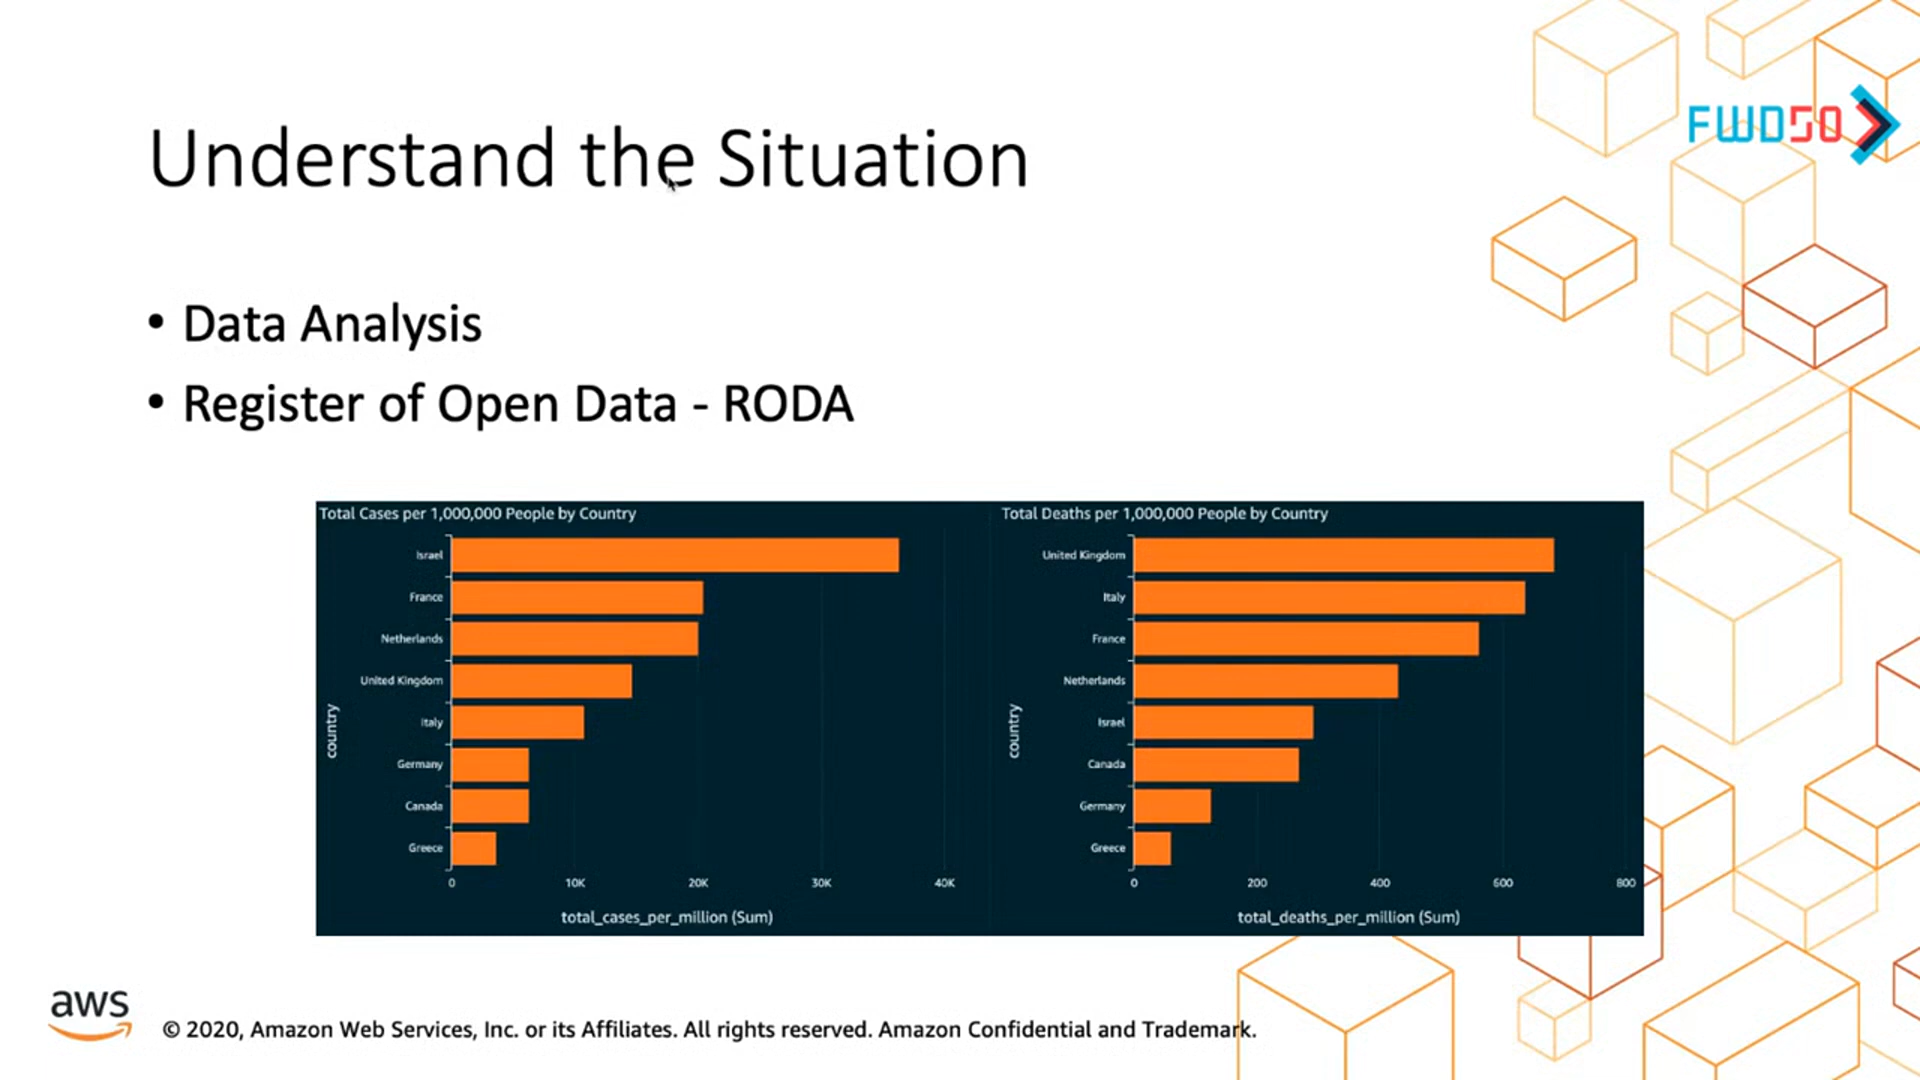 FWD50
Understand the Situation
• Data Analysis
• Register of Open Data - RODA
Total Cases per 1,000,000 People by Country
country
Israel
France
Netherlands
United Kingdom
Italy
Germany
Canada
Greece
0 10K 20K 30K 40K
total_cases_per_million (Sum)
Total Deaths per 1,000,000 People by Country
country
United Kingdom
Italy
France
Netherlands
Israel
Canada
Germany
Greece
0 200 400 600 800
total_deaths_per_million (Sum)
aws
© 2020, Amazon Web Services, Inc. or its Affiliates. All rights reserved. Amazon Confidential and Trademark.